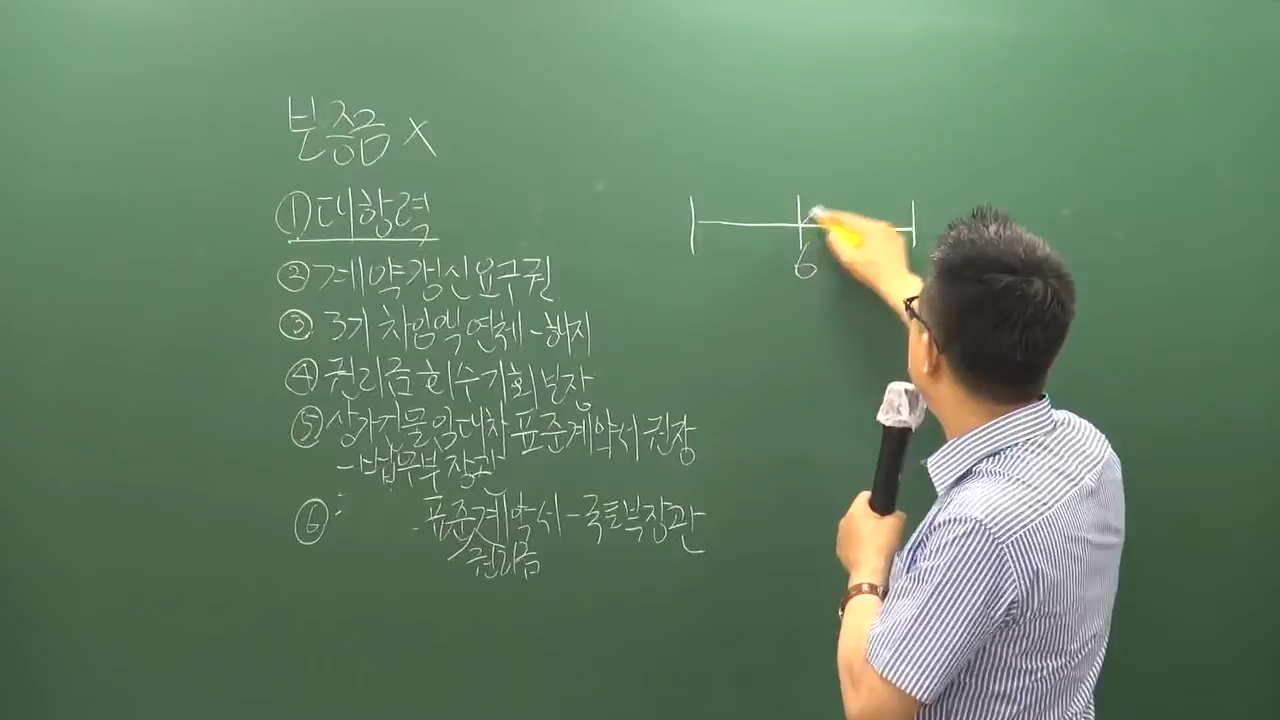 보증금 X
① 대항력
② 계약갱신요구권
③ 3기 차임액 연체 - 해지
④ 권리금 회수기회 보장
⑤ 상가건물임대차 표준계약서 권장
- 법무부장관
⑥ : 표준계약서 - 국토부장관
권리금
6